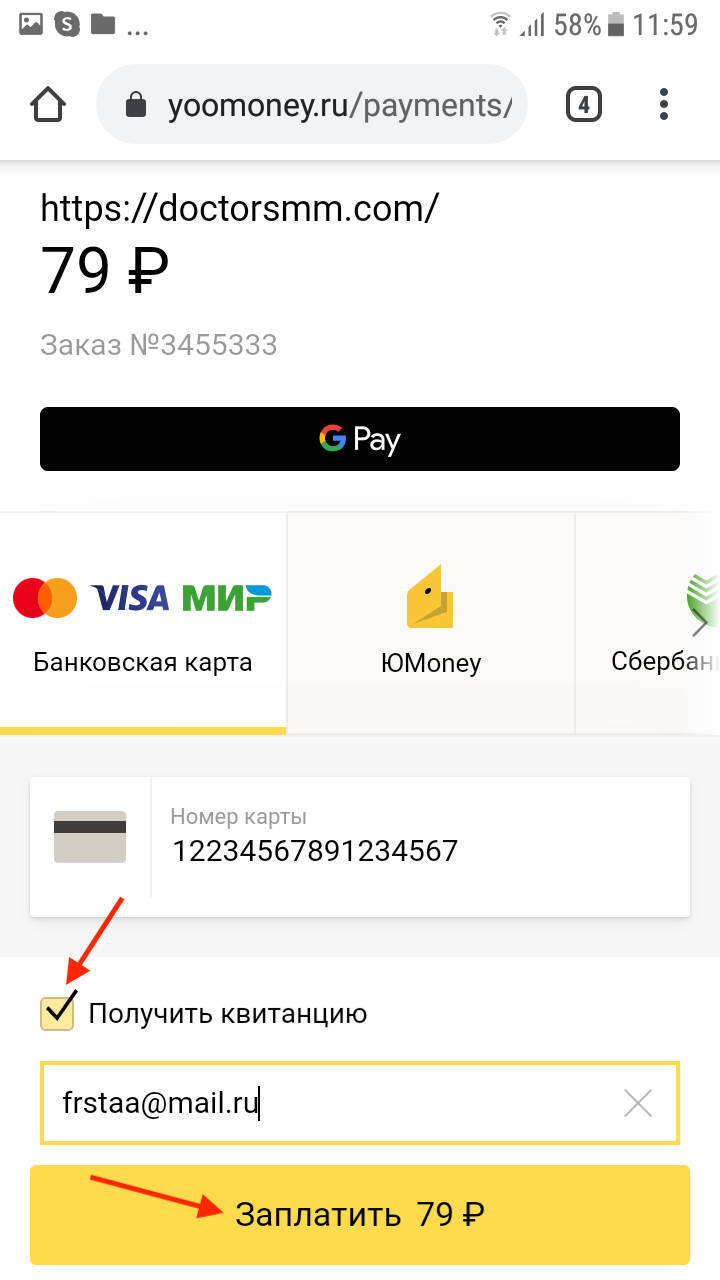 ... 58% 11:59
yoomoney.ru/payments/ 4
https://doctorsmm.com/
79 ₽
Заказ №3455333
G Pay
VISA МИР
Банковская карта
ЮMoney
Сбербан
Номер карты
12234567891234567
Получить квитанцию
frstaa@mail.ru
Заплатить 79 ₽